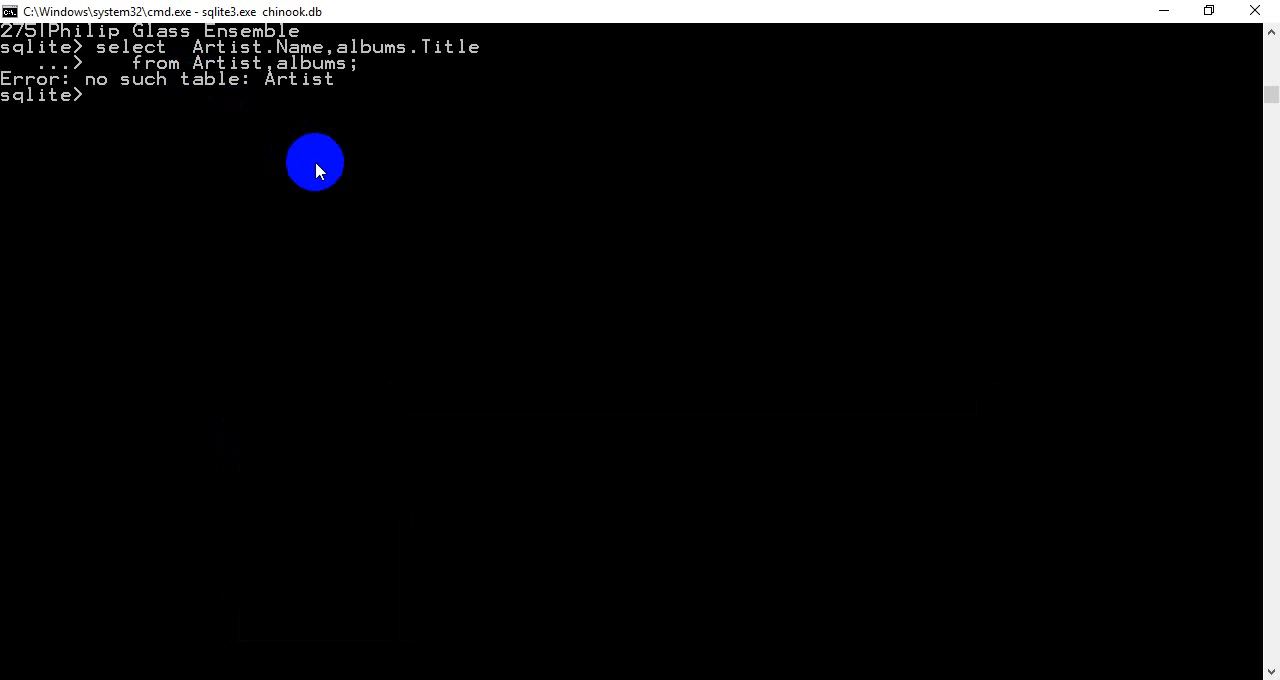 C:\Windows\system32\cmd.exe - sqlite3.exe  chinook.db
275|Philip Glass Ensemble
sqlite> select  Artist.Name,albums.Title
   ...>    from Artist,albums;
Error: no such table: Artist
sqlite>